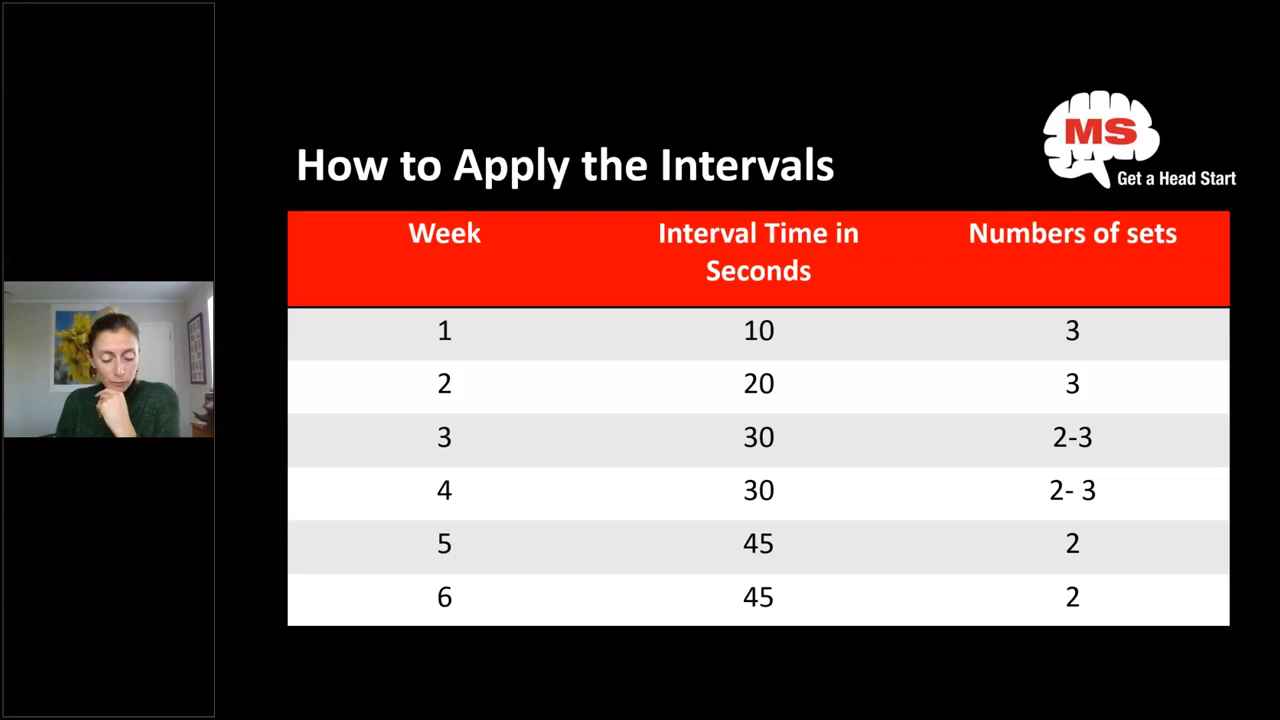 MS
Get a Head Start
How to Apply the Intervals
Week Interval Time in Seconds Numbers of sets
1 10 3
2 20 3
3 30 2-3
4 30 2- 3
5 45 2
6 45 2